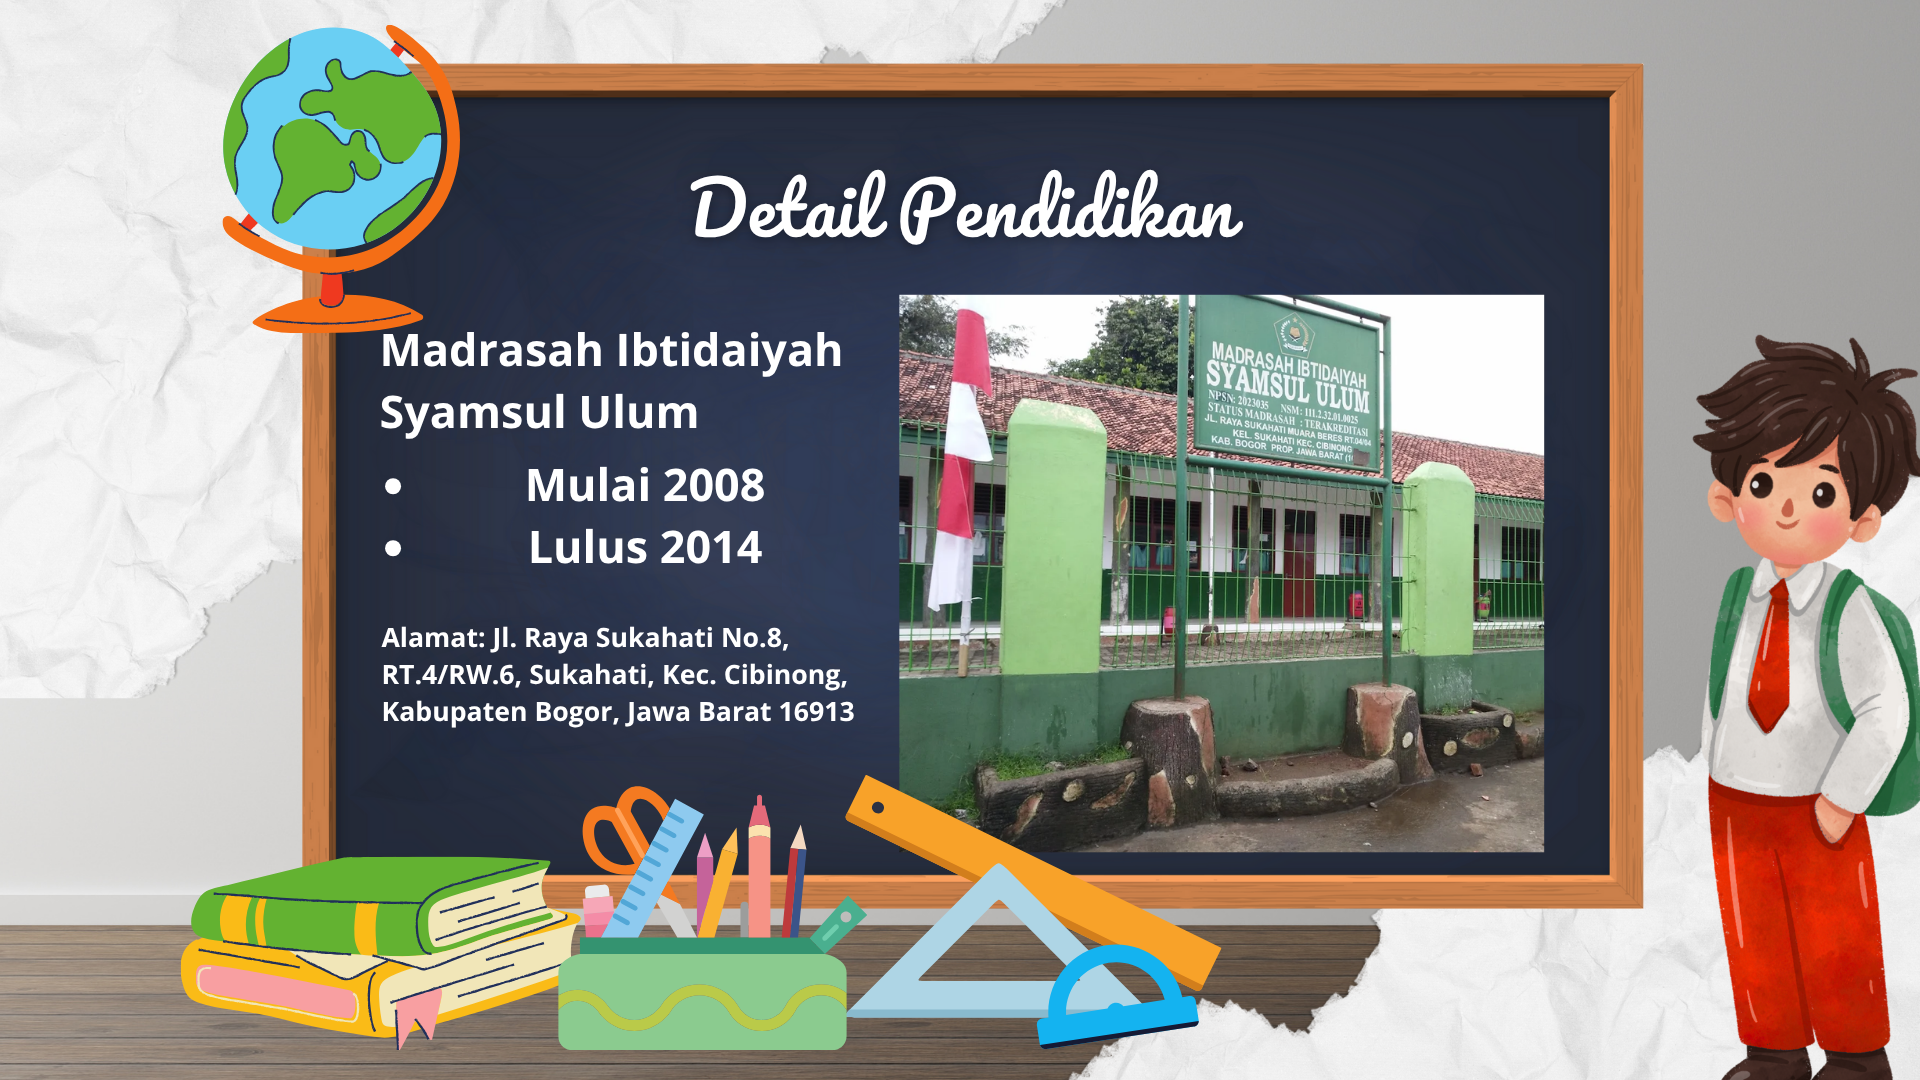 Detail Pendidikan
Madrasah Ibtidaiyah
Syamsul Ulum
• Mulai 2008
• Lulus 2014
Alamat: Jl. Raya Sukahati No.8,
RT.4/RW.6, Sukahati, Kec. Cibinong,
Kabupaten Bogor, Jawa Barat 16913
MADRASAH IBTIDAIYAH
SYAMSUL ULUM
NPSN: 2023035 NSM: 111.2.32.01.0025
STATUS MADRASAH : TERAKREDITASI
JL. RAYA SUKAHATI MUARA BERES RT.04/04
KEL. SUKAHATI KEC. CIBINONG
KAB. BOGOR PROP. JAWA BARAT